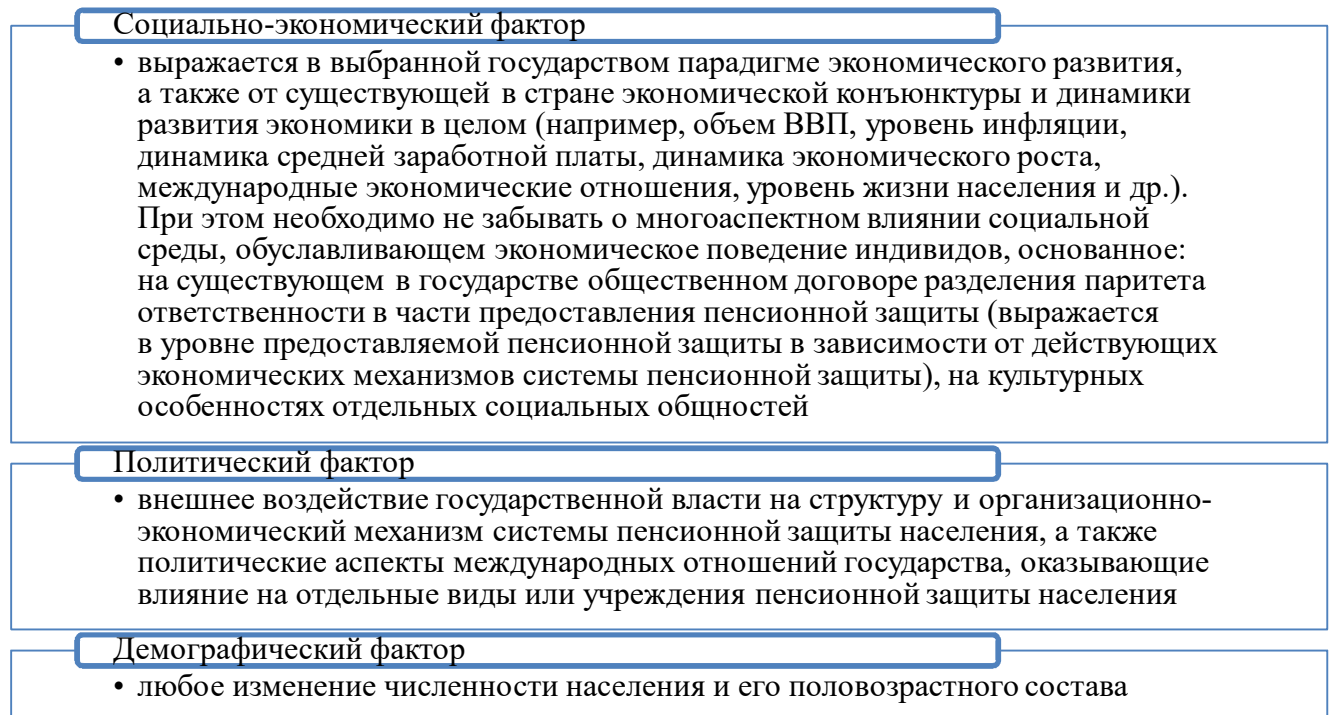 Социально-экономический фактор
• выражается в выбранной государством парадигме экономического развития,
а также от существующей в стране экономической конъюнктуры и динамики
развития экономики в целом (например, объем ВВП, уровень инфляции,
динамика средней заработной платы, динамика экономического роста,
международные экономические отношения, уровень жизни населения и др.).
При этом необходимо не забывать о многоаспектном влиянии социальной
среды, обуславливающем экономическое поведение индивидов, основанное:
на существующем в государстве общественном договоре разделения паритета
ответственности в части предоставления пенсионной защиты (выражается
в уровне предоставляемой пенсионной защиты в зависимости от действующих
экономических механизмов системы пенсионной защиты), на культурных
особенностях отдельных социальных общностей
Политический фактор
• внешнее воздействие государственной власти на структуру и организационно-
экономический механизм системы пенсионной защиты населения, а также
политические аспекты международных отношений государства, оказывающие
влияние на отдельные виды или учреждения пенсионной защиты населения
Демографический фактор
• любое изменение численности населения и его половозрастного состава